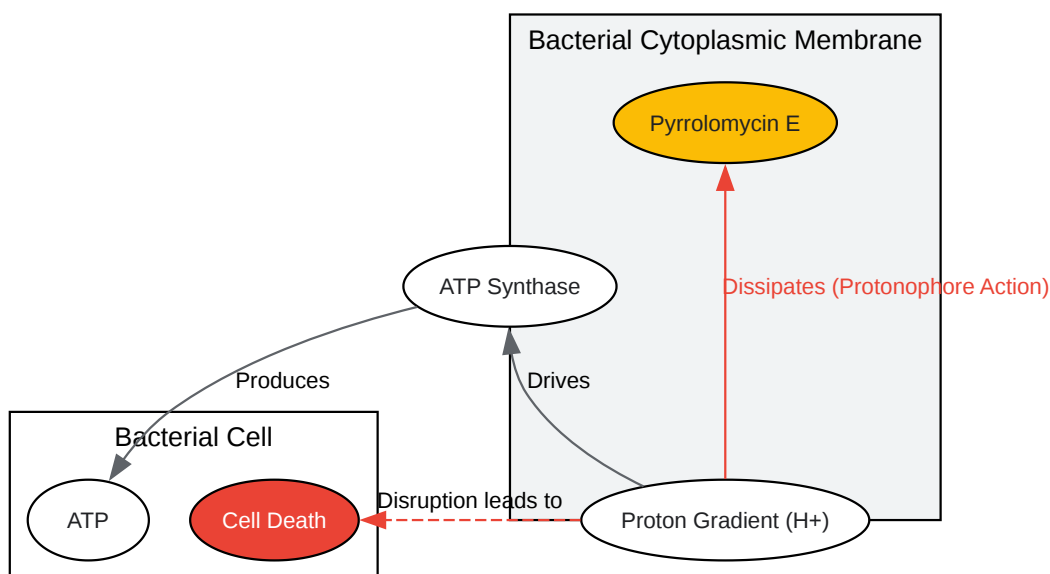 Bacterial Cytoplasmic Membrane
Pyrrolomycin E
ATP Synthase
Dissipates (Protonophore Action)
Produces
Drives
Bacterial Cell
Disruption leads to
ATP
Cell Death
Proton Gradient (H+)